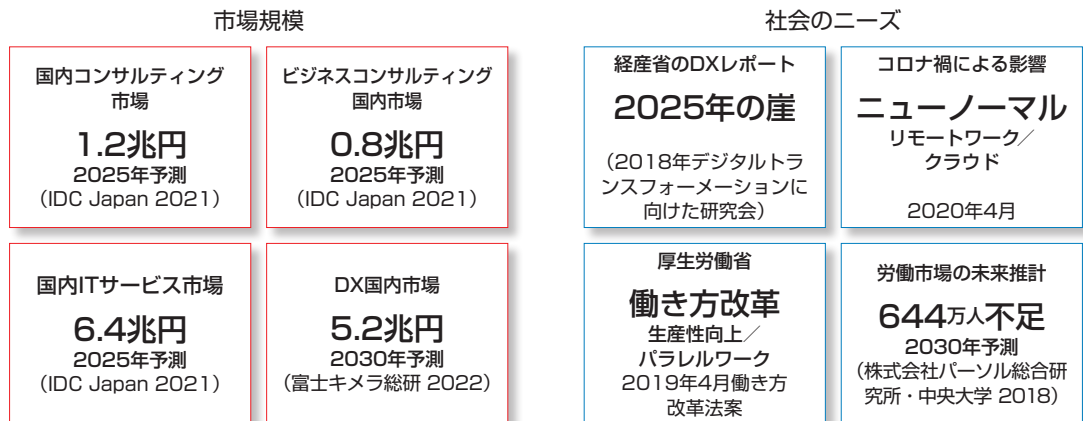 市場規模
国内コンサルティング
市場
1.2兆円
2025年予測
（IDC Japan 2021）
ビジネスコンサルティング
国内市場
0.8兆円
2025年予測
（IDC Japan 2021）
国内ITサービス市場
6.4兆円
2025年予測
（IDC Japan 2021）
DX国内市場
5.2兆円
2030年予測
（富士キメラ総研 2022）
社会のニーズ
経産省のDXレポート
2025年の崖
（2018年デジタルトラ
ンスフォーメーションに
向けた研究会）
コロナ禍による影響
ニューノーマル
リモートワーク／
クラウド
2020年4月
厚生労働省
働き方改革
生産性向上／
パラレルワーク
2019年4月働き方
改革法案
労働市場の未来推計
644万人不足
2030年予測
（株式会社パーソル総合研
究所・中央大学 2018）